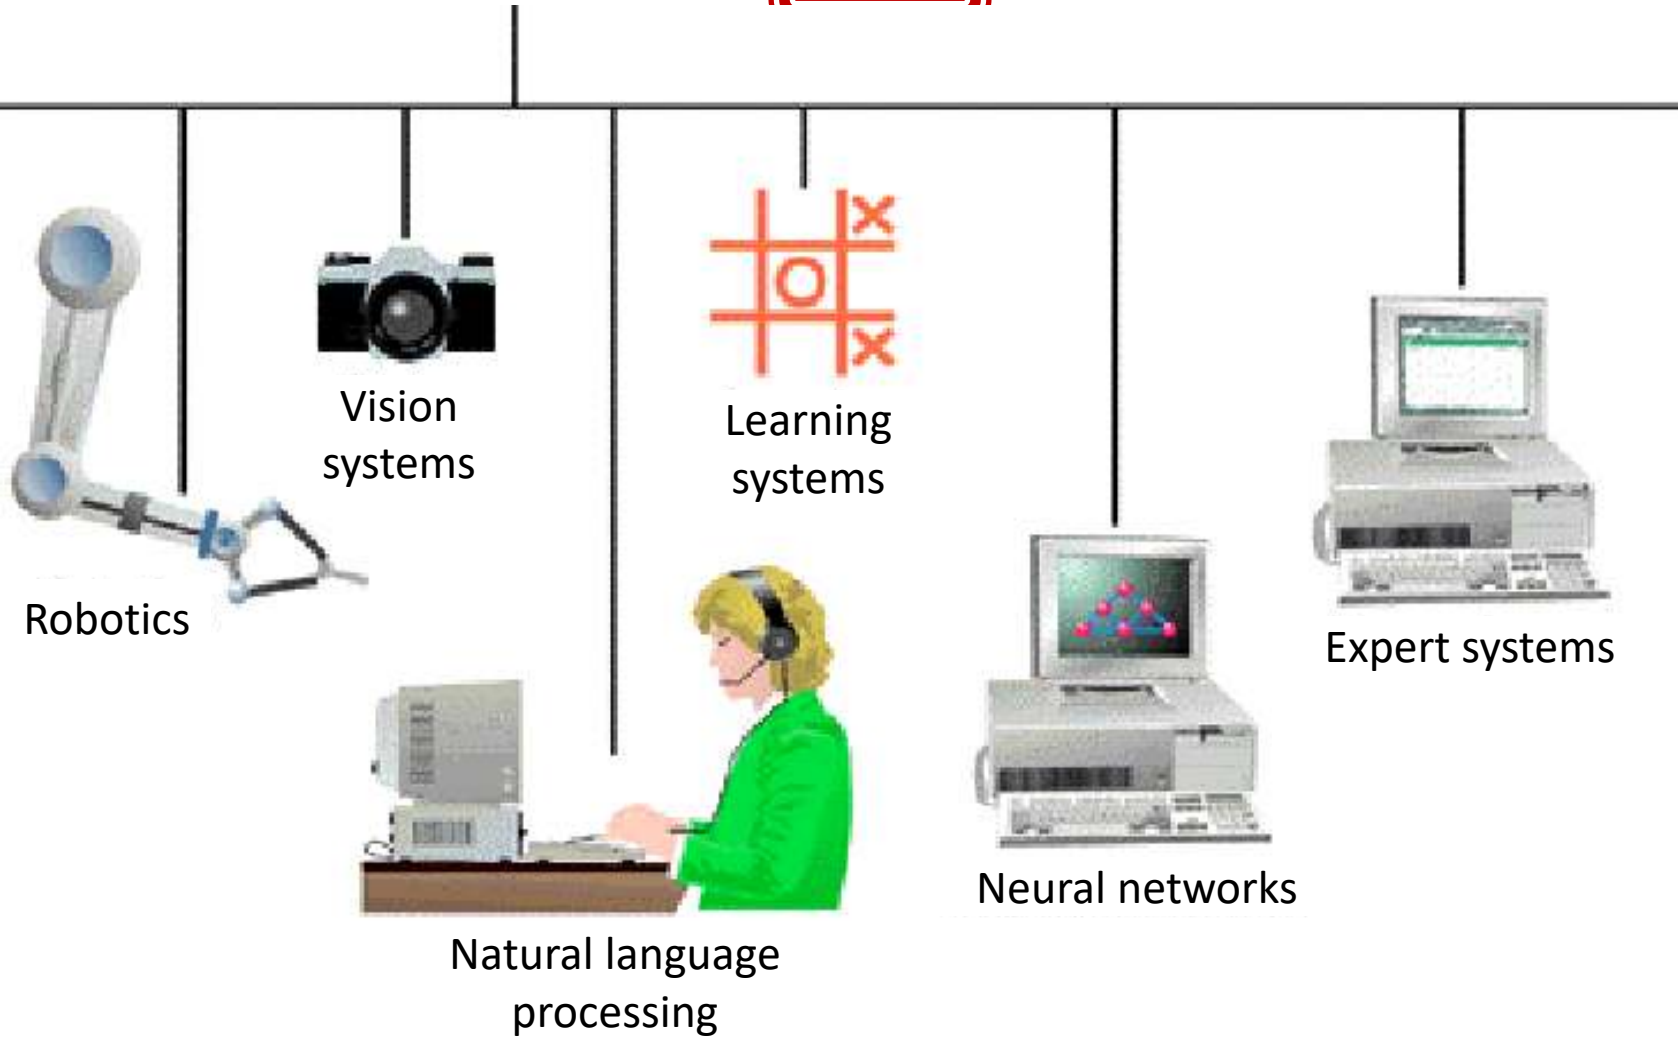 Vision
systems
Learning
systems
Robotics
Expert systems
Neural networks
Natural language
processing